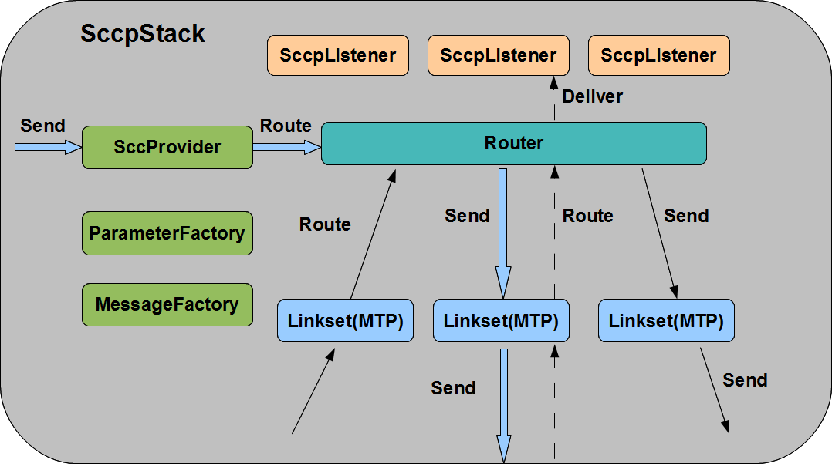 SccpStack
SccpListener
SccpListener
SccpListener
Deliver
Send
Route
SccProvider
Router
ParameterFactory
Route
Send
Route
Send
MessageFactory
Linkset(MTP)
Linkset(MTP)
Linkset(MTP)
Send
Send